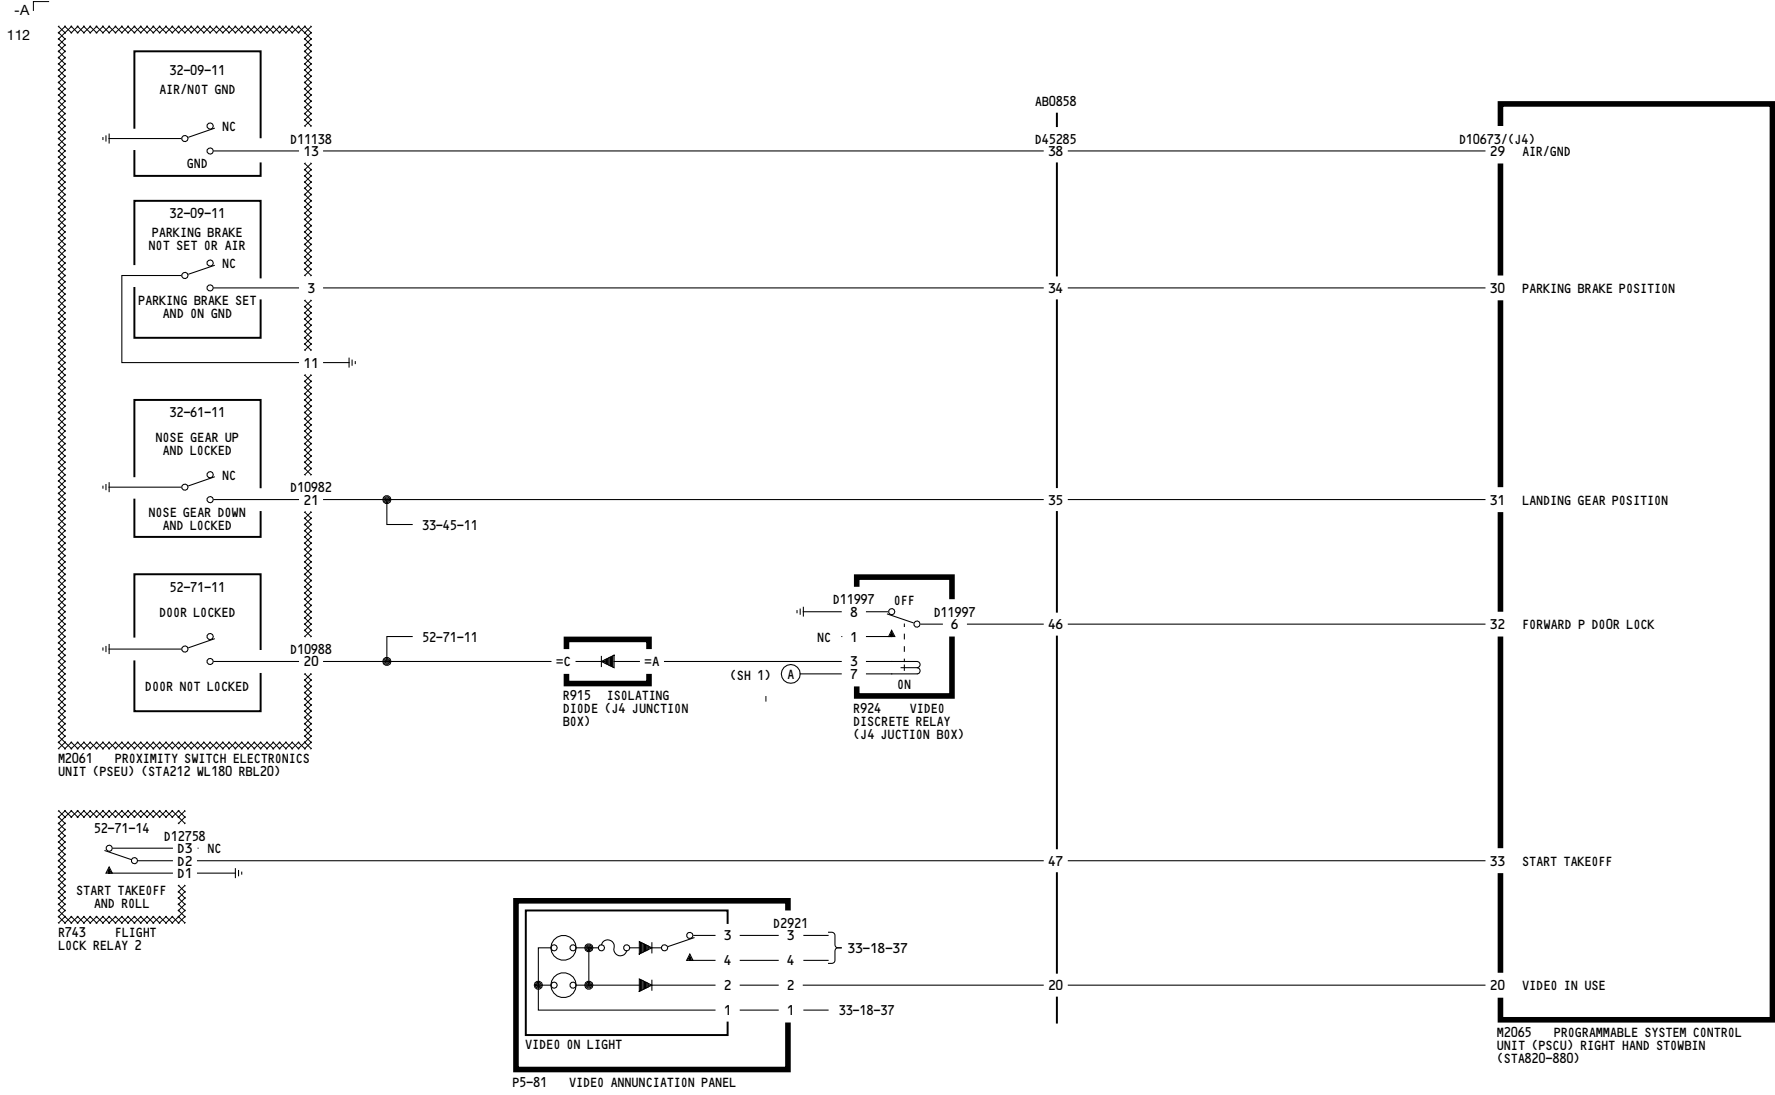 -A
112
32-09-11
AIR/NOT GND
NC
GND
D11138
13
AB0858
D45285
38
D10673/(J4)
29 AIR/GND
32-09-11
PARKING BRAKE
NOT SET OR AIR
NC
PARKING BRAKE SET
AND ON GND
3
34
30 PARKING BRAKE POSITION
11
32-61-11
NOSE GEAR UP
AND LOCKED
NC
NOSE GEAR DOWN
AND LOCKED
D10982
21
33-45-11
35
31 LANDING GEAR POSITION
52-71-11
DOOR LOCKED
DOOR NOT LOCKED
D10988
20
52-71-11
=C
=A
R915 ISOLATING
DIODE (J4 JUNCTION
BOX)
D11997
8
OFF
D11997
6
NC 1
3
(SH 1) A 7
ON
R924 VIDEO
DISCRETE RELAY
(J4 JUCTION BOX)
46
32 FORWARD P DOOR LOCK
M2061 PROXIMITY SWITCH ELECTRONICS
UNIT (PSEU) (STA212 WL180 RBL20)
52-71-14
D12758
D3 NC
D2
D1
START TAKEOFF
AND ROLL
R743 FLIGHT
LOCK RELAY 2
47
33 START TAKEOFF
D2921
3 3
33-18-37
4 4
2 2
20
20 VIDEO IN USE
1 1 33-18-37
VIDEO ON LIGHT
P5-81 VIDEO ANNUNCIATION PANEL
M2065 PROGRAMMABLE SYSTEM CONTROL
UNIT (PSCU) RIGHT HAND STOWBIN
(STA820-880)